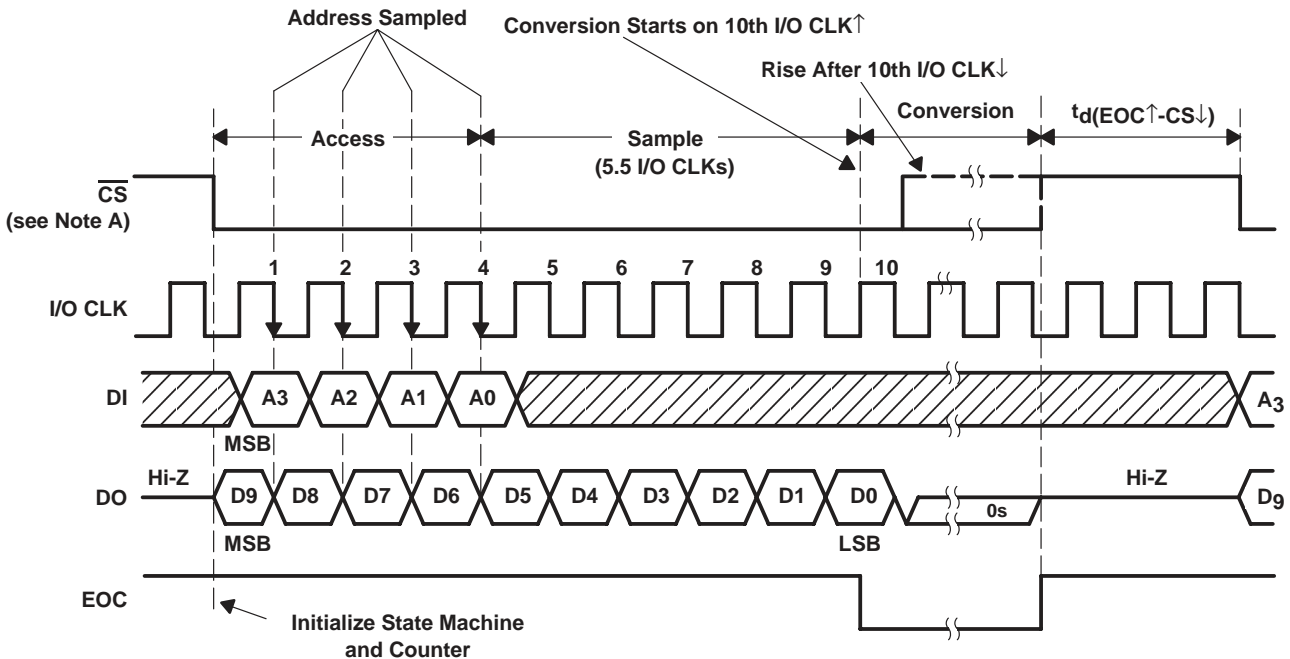 Address Sampled
Conversion Starts on 10th I/O CLK↑
Rise After 10th I/O CLK↓
Access
Sample
(5.5 I/O CLKs)
Conversion
td(EOC↑-CS↓)
CS
(see Note A)
1 2 3 4 5 6 7 8 9 10
I/O CLK
DI
A3 A2 A1 A0 A3
MSB
Hi-Z
Hi-Z
DO
D9 D8 D7 D6 D5 D4 D3 D2 D1 D0 0s D9
MSB
LSB
EOC
Initialize State Machine
and Counter